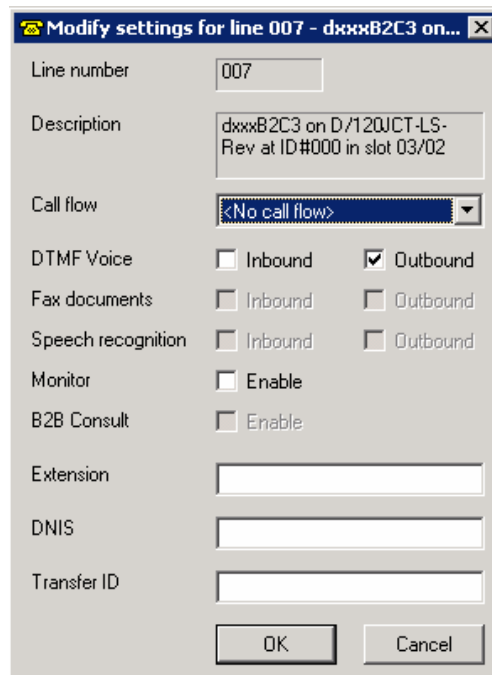 Modify settings for line 007 - dxxxB2C3 on...
Line number 007
Description dxxxB2C3 on D/120JCT-LS-
Rev at ID#000 in slot 03/02
Call flow <No call flow>
DTMF Voice Inbound Outbound
Fax documents Inbound Outbound
Speech recognition Inbound Outbound
Monitor Enable
B2B Consult Enable
Extension
DNIS
Transfer ID
OK Cancel